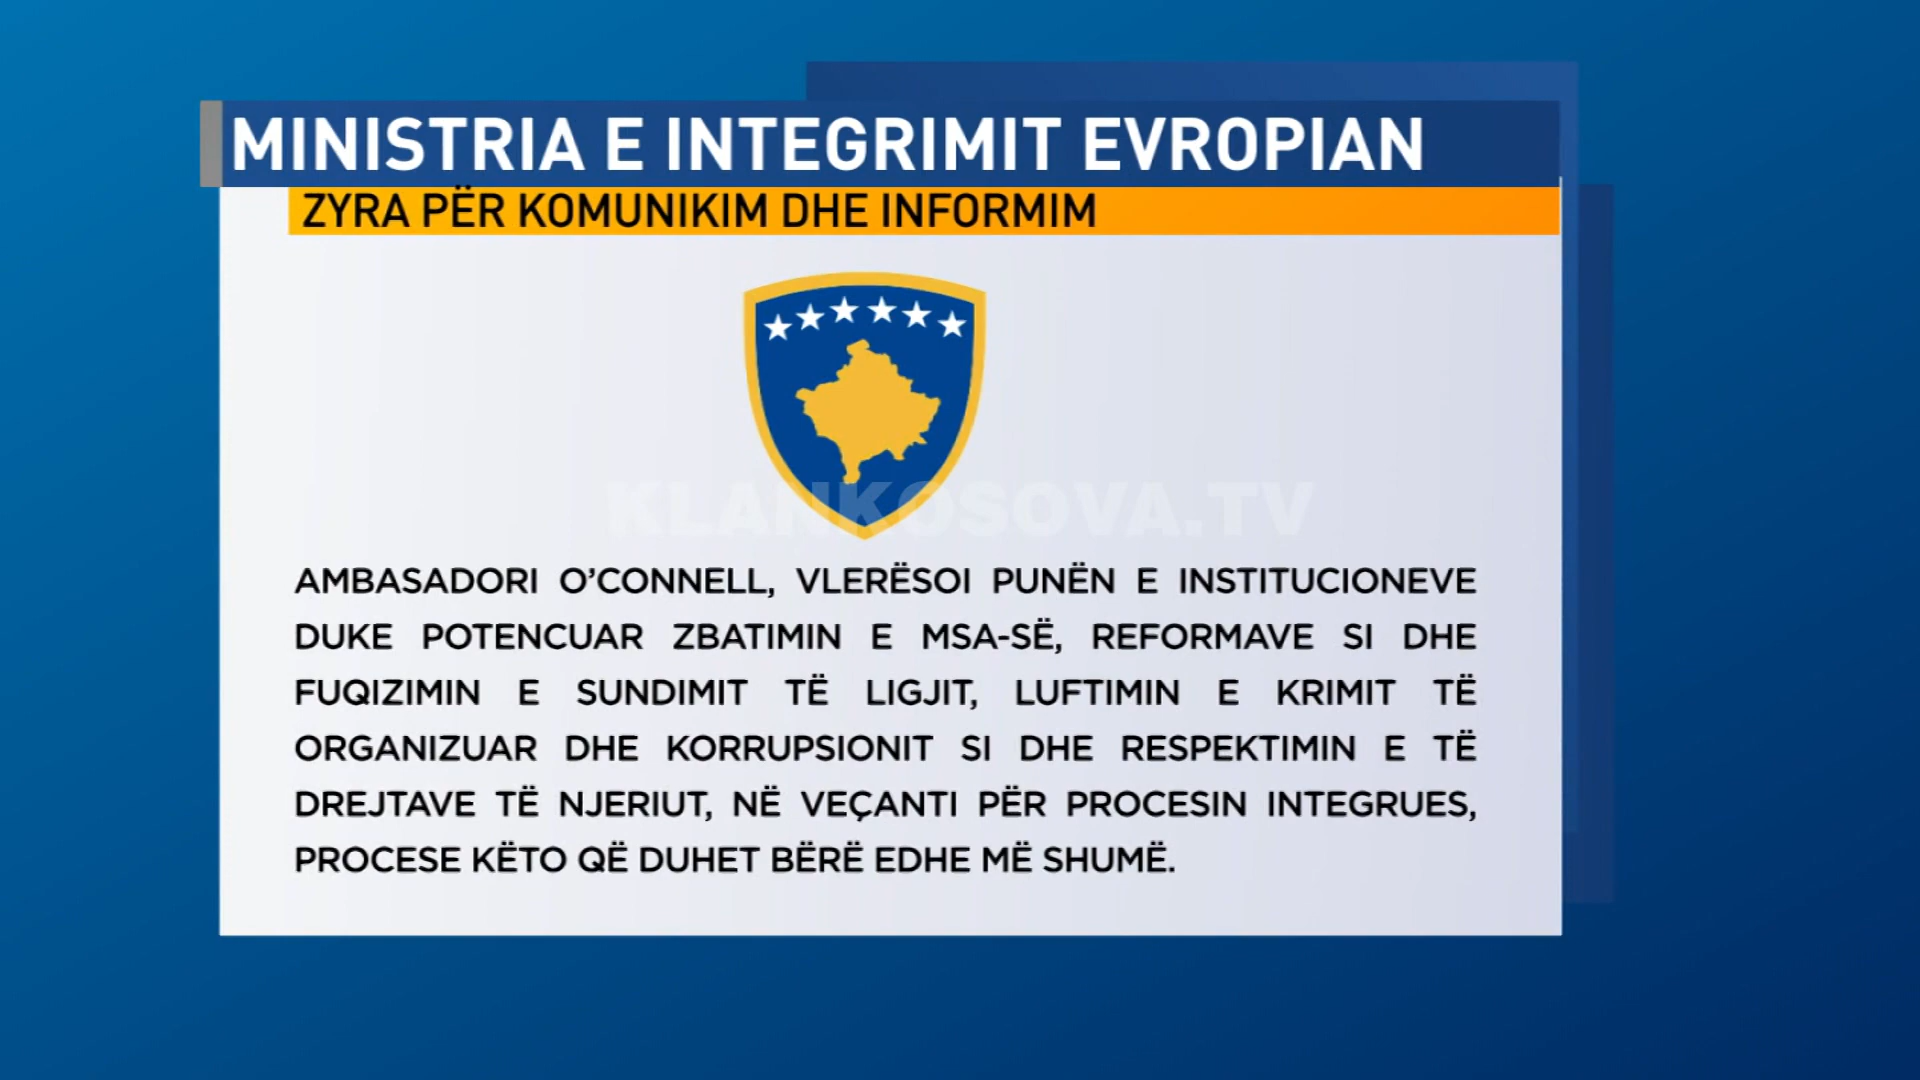 MINISTRIA E INTEGRIMIT EVROPIAN
ZYRA PËR KOMUNIKIM DHE INFORMIM
KLANKOSOVA.TV
AMBASADORI O'CONNELL, VLERËSOI PUNËN E INSTITUCIONEVE
DUKE POTENCUAR ZBATIMIN E MSA-SË, REFORMAVE SI DHE
FUQIZIMIN E SUNDIMIT TË LIGJIT, LUFTIMIN E KRIMIT TË
ORGANIZUAR DHE KORRUPSIONIT SI DHE RESPEKTIMIN E TË
DREJTAVE TË NJERIUT, NË VEÇANTI PËR PROCESIN INTEGRUES,
PROCESE KËTO QË DUHET BËRË EDHE MË SHUMË.